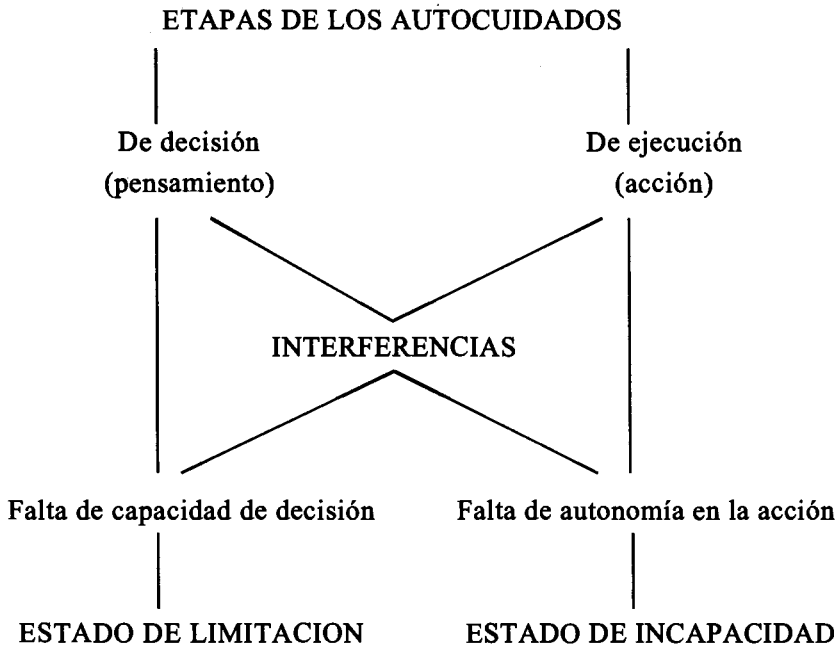 ETAPAS DE LOS AUTOCUIDADOS
De decisión
(pensamiento)
De ejecución
(acción)
INTERFERENCIAS
Falta de capacidad de decisión
Falta de autonomía en la acción
ESTADO DE LIMITACION
ESTADO DE INCAPACIDAD